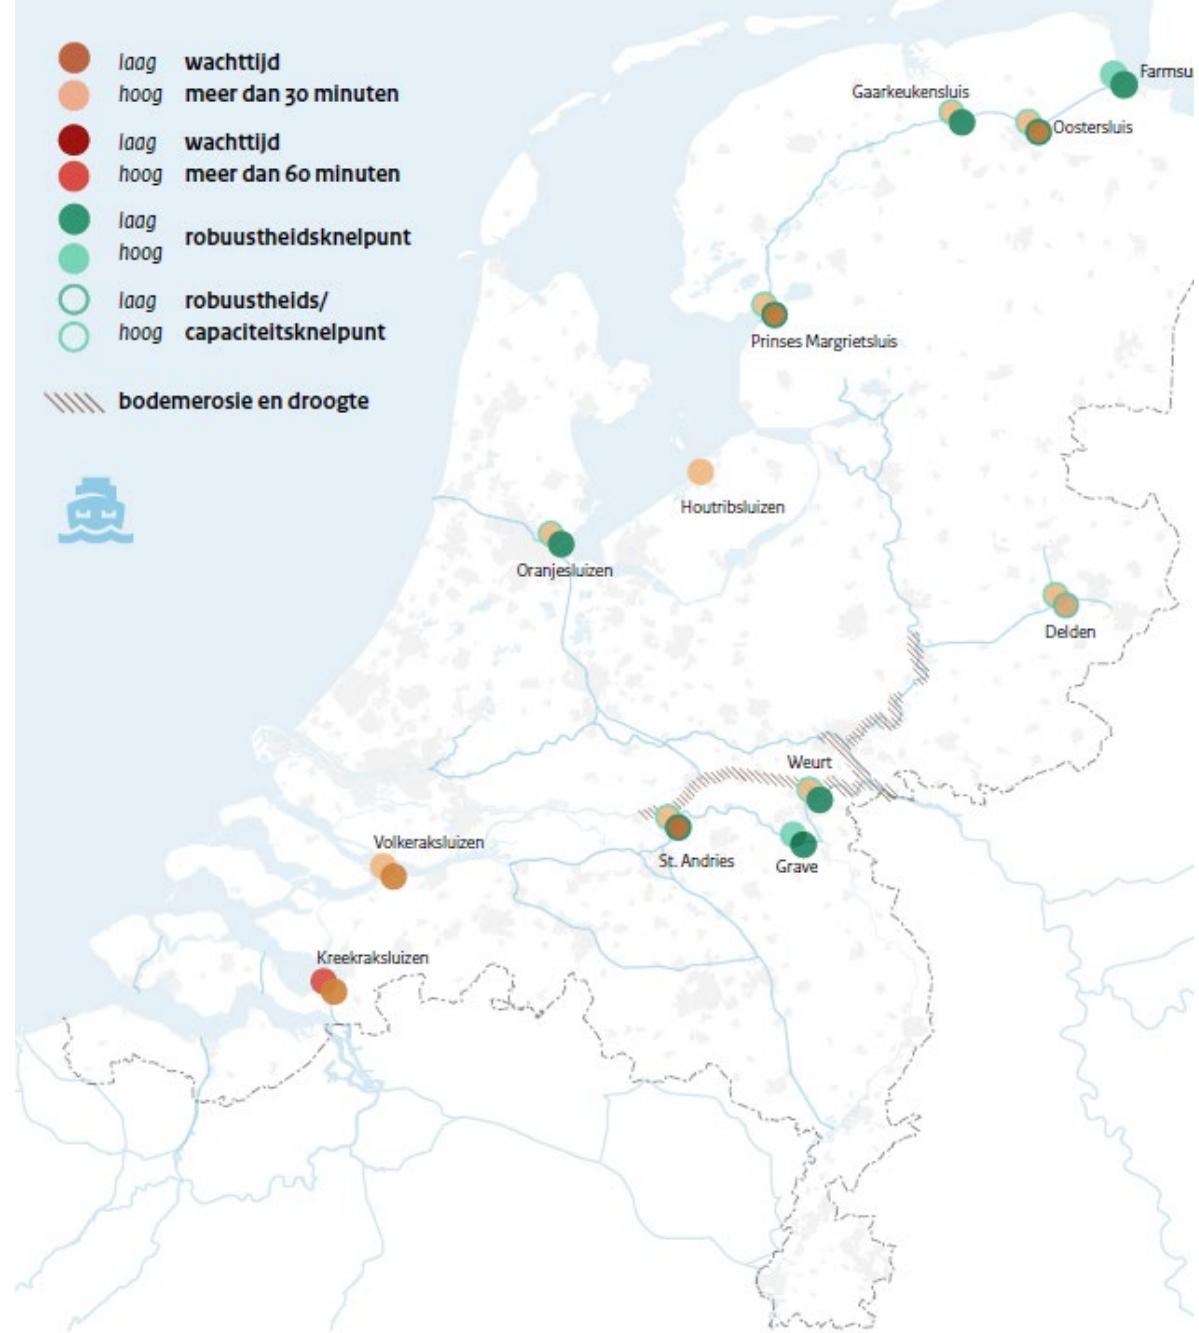 laag wachttijd
hoog meer dan 30 minuten
laag wachttijd
hoog meer dan 60 minuten
laag
robuustheidsknelpunt
hoog
laag robuustheids/
hoog capaciteitsknelpunt
bodemerosie en droogte
Farmsu
Gaarkeukensluis
Oostersluis
Prinses Margrietsluis
Houtribsluizen
Oranjesluizen
Delden
Weurt
Volkeraksluizen
St. Andries
Grave
Kreekraksluizen